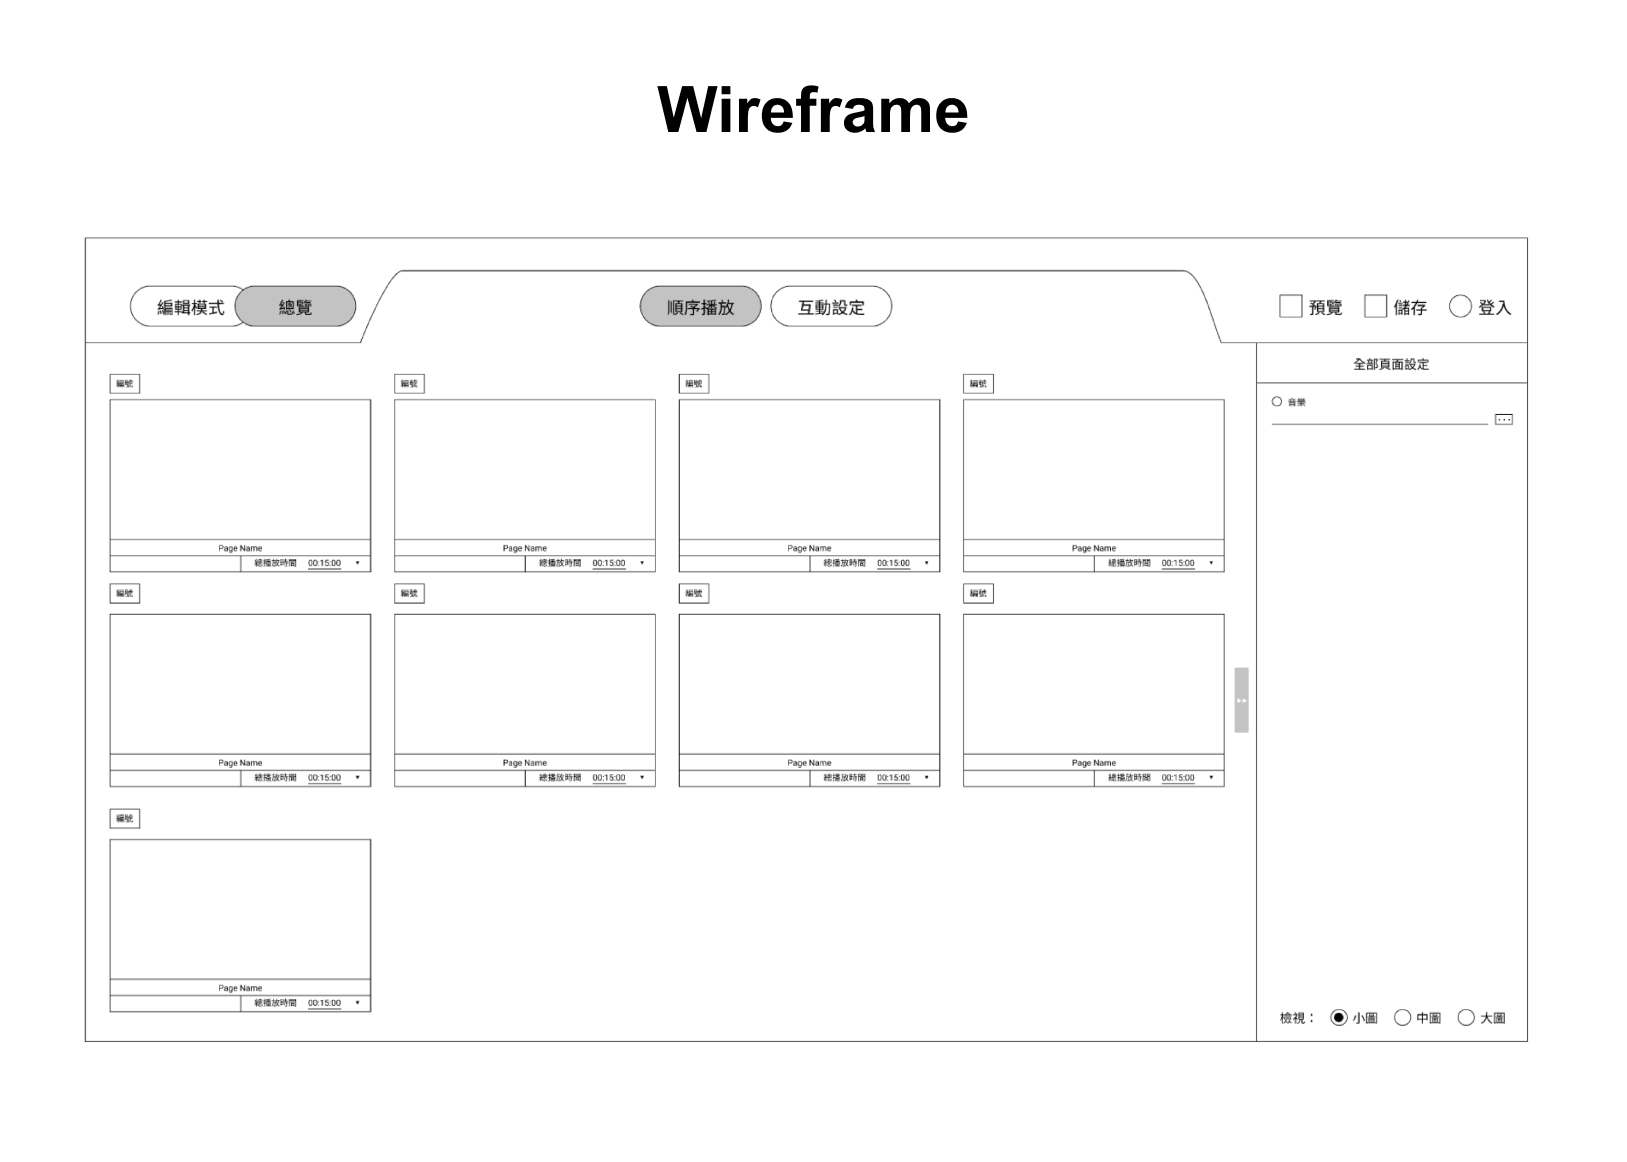 Wireframe
編輯模式 總覽 順序播放 互動設定 預覽 儲存 登入
全部頁面設定
編號 編號 編號 編號
音樂
Page Name Page Name Page Name Page Name
總播放時間 00:15:00 總播放時間 00:15:00 總播放時間 00:15:00 總播放時間 00:15:00
編號 編號 編號 編號
Page Name Page Name Page Name Page Name
總播放時間 00:15:00 總播放時間 00:15:00 總播放時間 00:15:00 總播放時間 00:15:00
編號
Page Name
總播放時間 00:15:00
檢視： 小圖 中圖 大圖